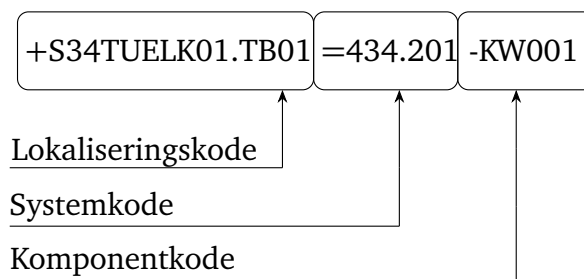 +S34TUELK01.TB01 =434.201 -KW001
Lokaliseringskode
Systemkode
Komponentkode